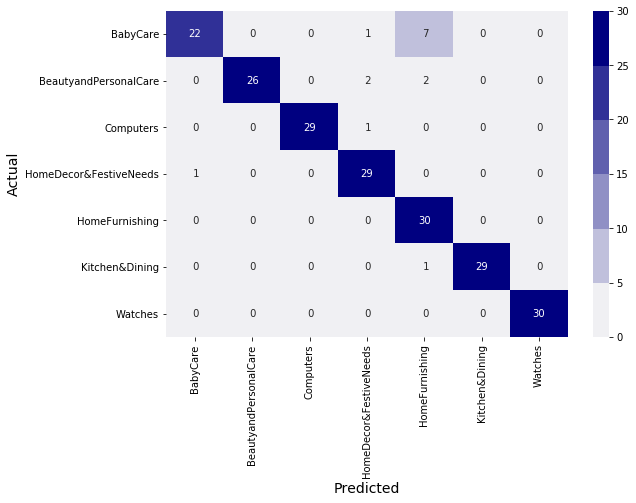 30
BabyCare 22 0 0 1 7 0 0
25
BeautyandPersonalCare 0 26 0 2 2 0 0
Computers 0 0 29 1 0 0 0
20
HomeDecor&FestiveNeeds 1 0 0 29 0 0 0
15
HomeFurnishing 0 0 0 0 30 0 0
10
Kitchen&Dining 0 0 0 0 1 29 0
5
Watches 0 0 0 0 0 0 30
0
Actual
BabyCare
BeautyandPersonalCare
Computers
HomeDecor&FestiveNeeds
HomeFurnishing
Kitchen&Dining
Watches
Predicted